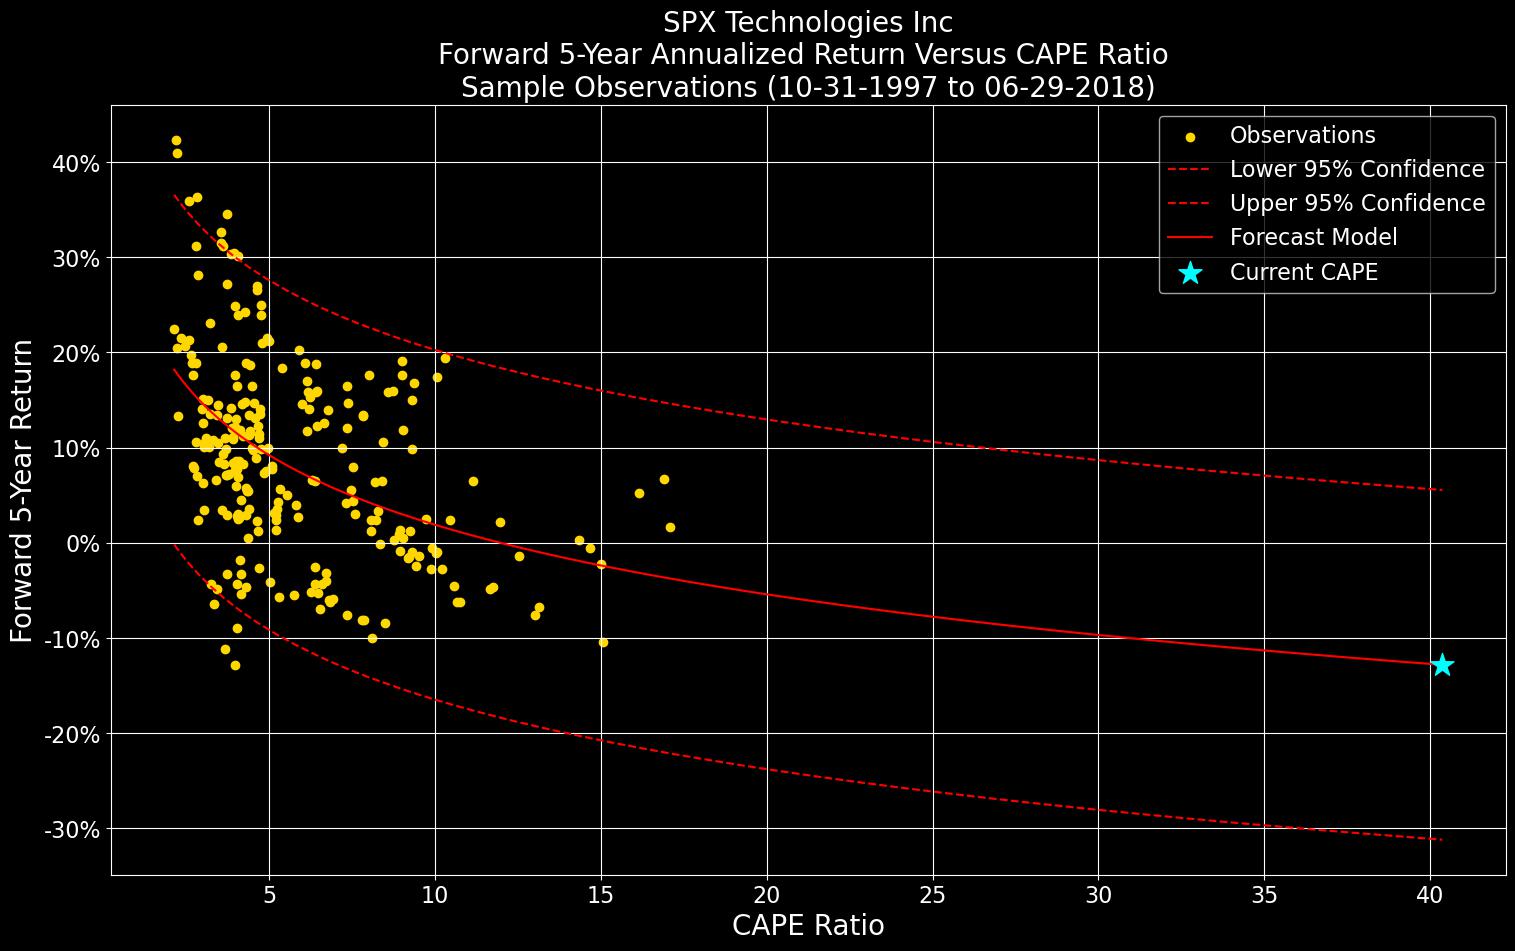 SPX Technologies Inc
Forward 5-Year Annualized Return Versus CAPE Ratio
Sample Observations (10-31-1997 to 06-29-2018)
Observations
Lower 95% Confidence
Upper 95% Confidence
Forecast Model
Current CAPE
Forward 5-Year Return
40%
30%
20%
10%
0%
-10%
-20%
-30%
5 10 15 20 25 30 35 40
CAPE Ratio